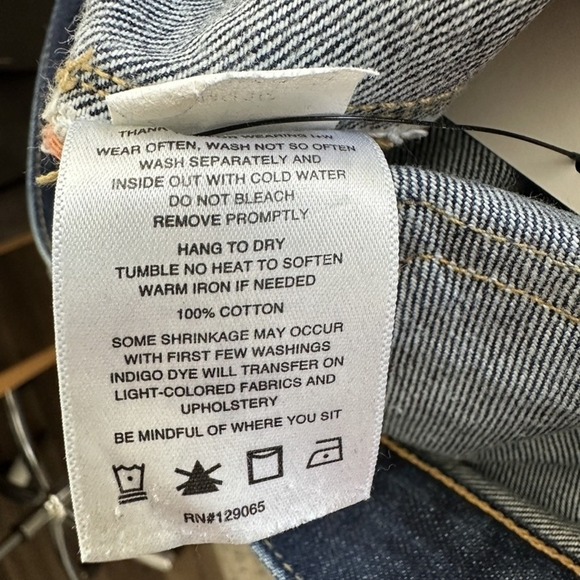 WEARING
WEAR OFTEN, WASH NOT SO OFTEN
WASH SEPARATELY AND
INSIDE OUT WITH COLD WATER
DO NOT BLEACH
REMOVE PROMPTLY
HANG TO DRY
TUMBLE NO HEAT TO SOFTEN
WARM IRON IF NEEDED
100% COTTON
SOME SHRINKAGE MAY OCCUR
WITH FIRST FEW WASHINGS
INDIGO DYE WILL TRANSFER ON
LIGHT-COLORED FABRICS AND
UPHOLSTERY
BE MINDFUL OF WHERE YOU SIT
RN#129065